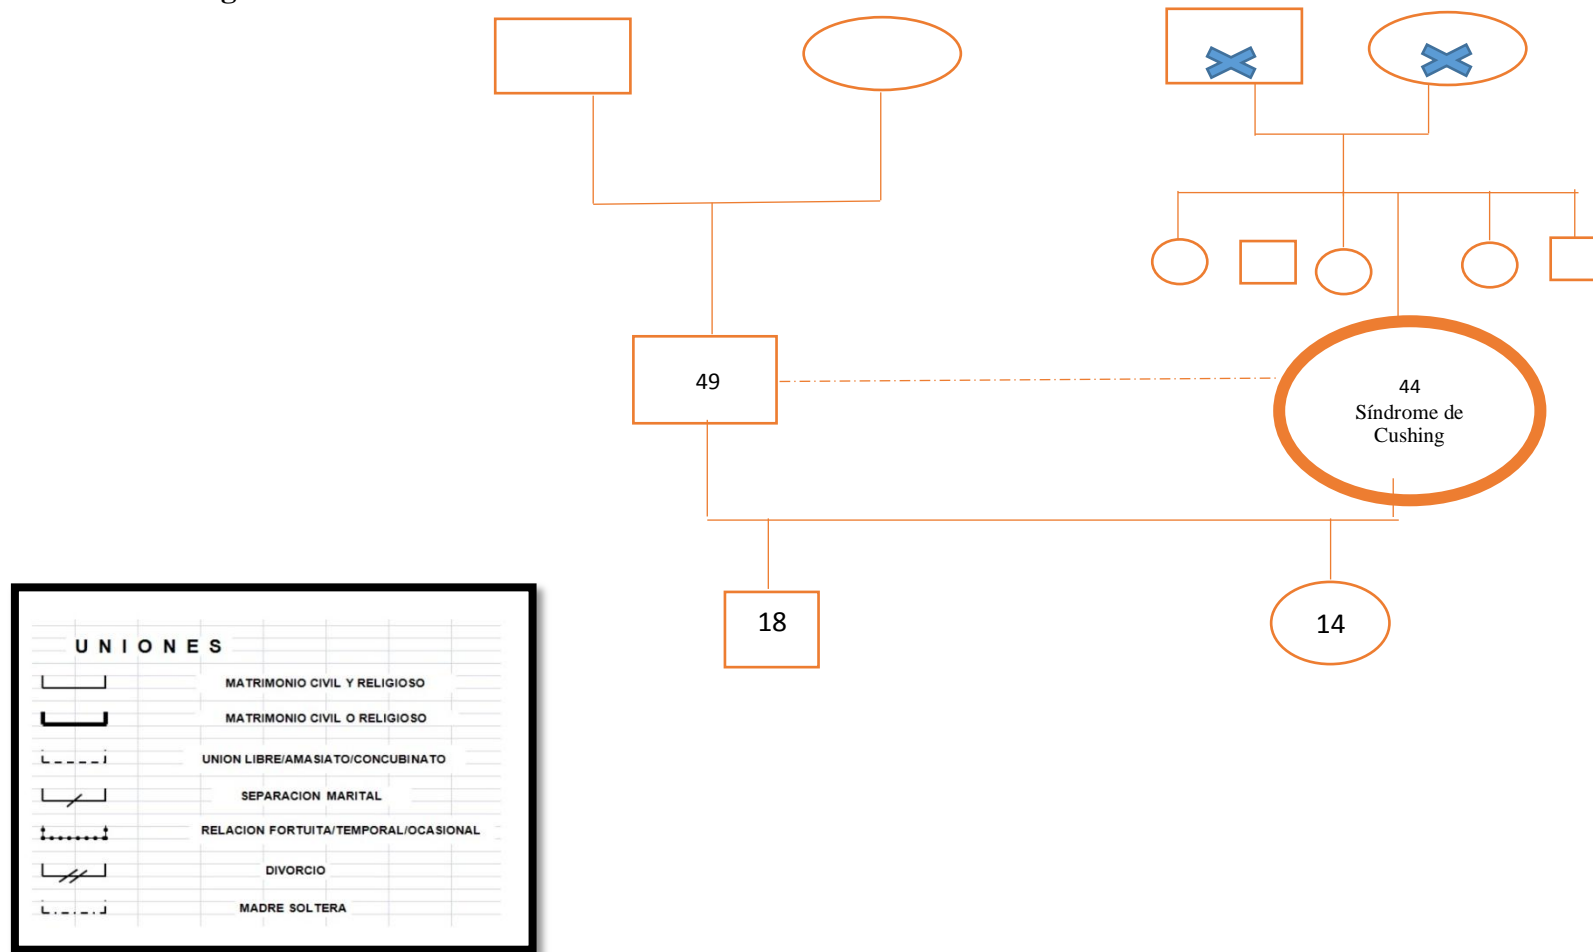 49
44
Síndrome de
Cushing
18
14
UNIONES
MATRIMONIO CIVIL Y RELIGIOSO
MATRIMONIO CIVIL O RELIGIOSO
UNION LIBRE/AMASIATO/CONCUBINATO
SEPARACION MARITAL
RELACION FORTUITA/TEMPORAL/OCASIONAL
DIVORCIO
MADRE SOLTERA